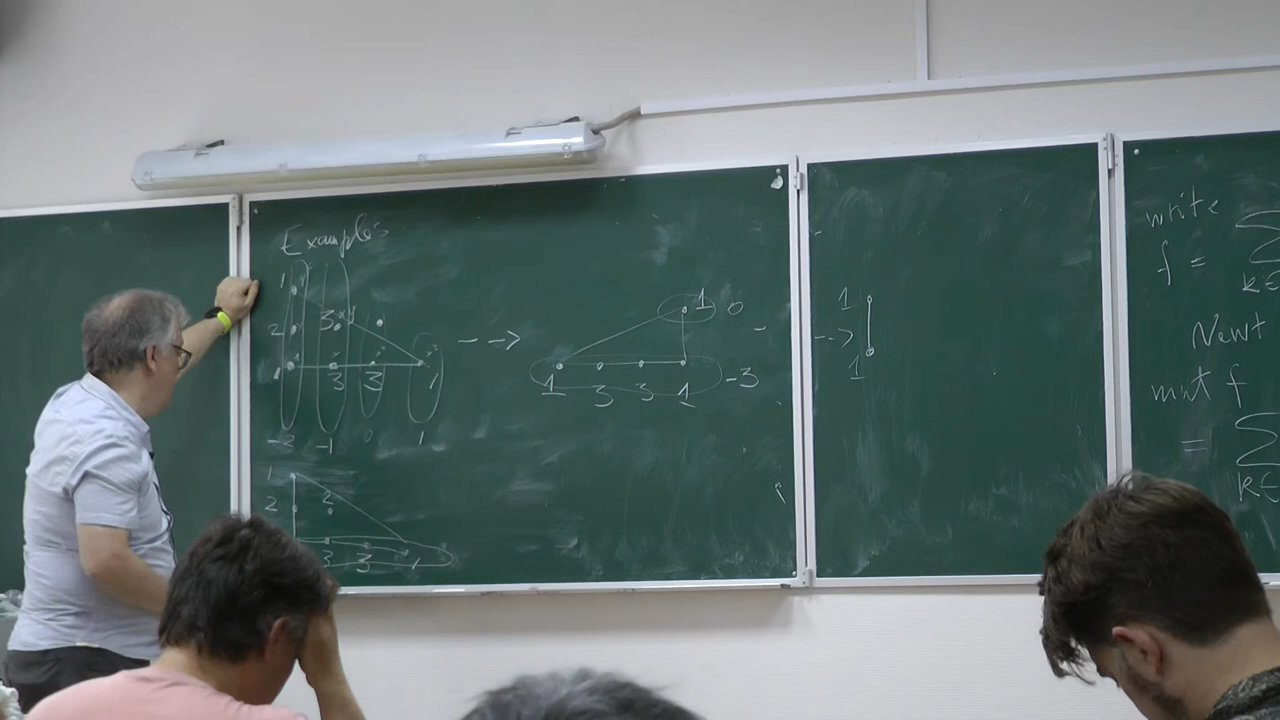 Examples
1
2 3
1 3 3 1
-2 -1 0 1
1
2 2
3 3 1
1 0
1 3 3 1 -3
1
1
write
f = Σ
k∈
Newt
mut f
= Σ
k∈